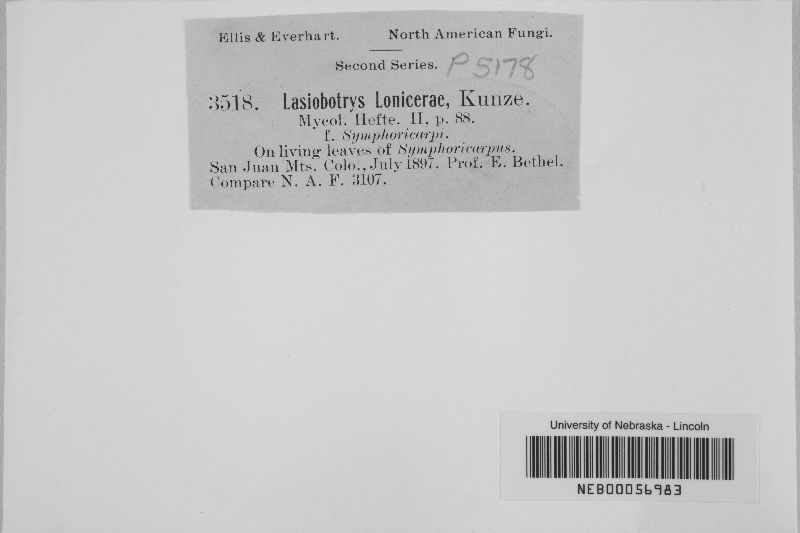 Ellis & Everhart. North American Fungi.
Second Series. P 5178
3518. Lasiobotrys Lonicerae, Kunze.
Mycol. Hefte. II, p. 88.
f. Symphoricarpi.
On living leaves of Symphoricarpus.
San Juan Mts. Colo., July 1897. Prof. E. Bethel.
Compare N. A. F. 3107.
University of Nebraska - Lincoln
NEB00056983